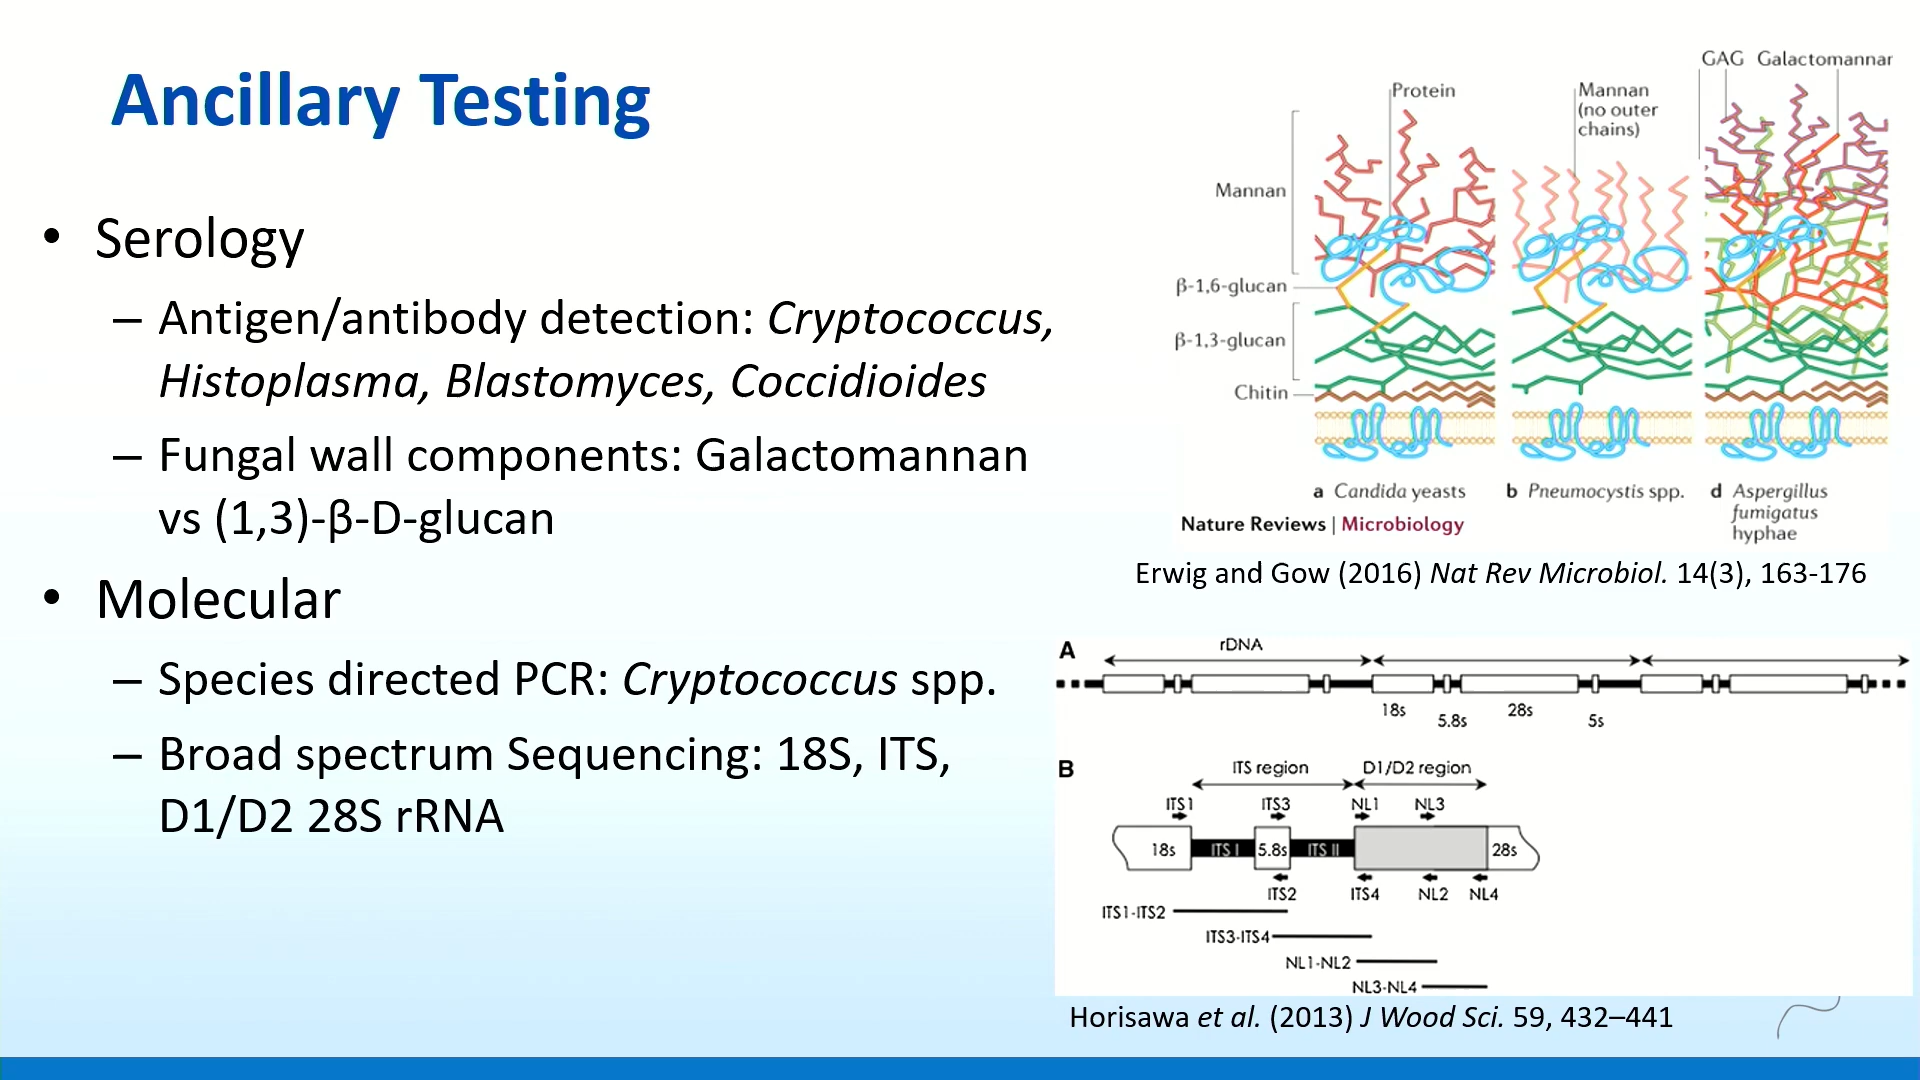 Ancillary Testing
• Serology
– Antigen/antibody detection: Cryptococcus,
Histoplasma, Blastomyces, Coccidioides
– Fungal wall components: Galactomannan
vs (1,3)-β-D-glucan
• Molecular
– Species directed PCR: Cryptococcus spp.
– Broad spectrum Sequencing: 18S, ITS,
D1/D2 28S rRNA
GAG Galactomannar
Protein
Mannan
(no outer
chains)
Mannan
β-1,6-glucan
β-1,3-glucan
Chitin
a Candida yeasts
b Pneumocystis spp.
d Aspergillus
fumigatus
hyphae
Nature Reviews | Microbiology
Erwig and Gow (2016) Nat Rev Microbiol. 14(3), 163-176
A
rDNA
18s
5.8s
28s
5s
B
ITS region
D1/D2 region
ITS1 ITS3 NL1 NL3
18s ITS I 5.8s ITS II 28s
ITS2 ITS4 NL2 NL4
ITS1-ITS2
ITS3-ITS4
NL1-NL2
NL3-NL4
Horisawa et al. (2013) J Wood Sci. 59, 432–441